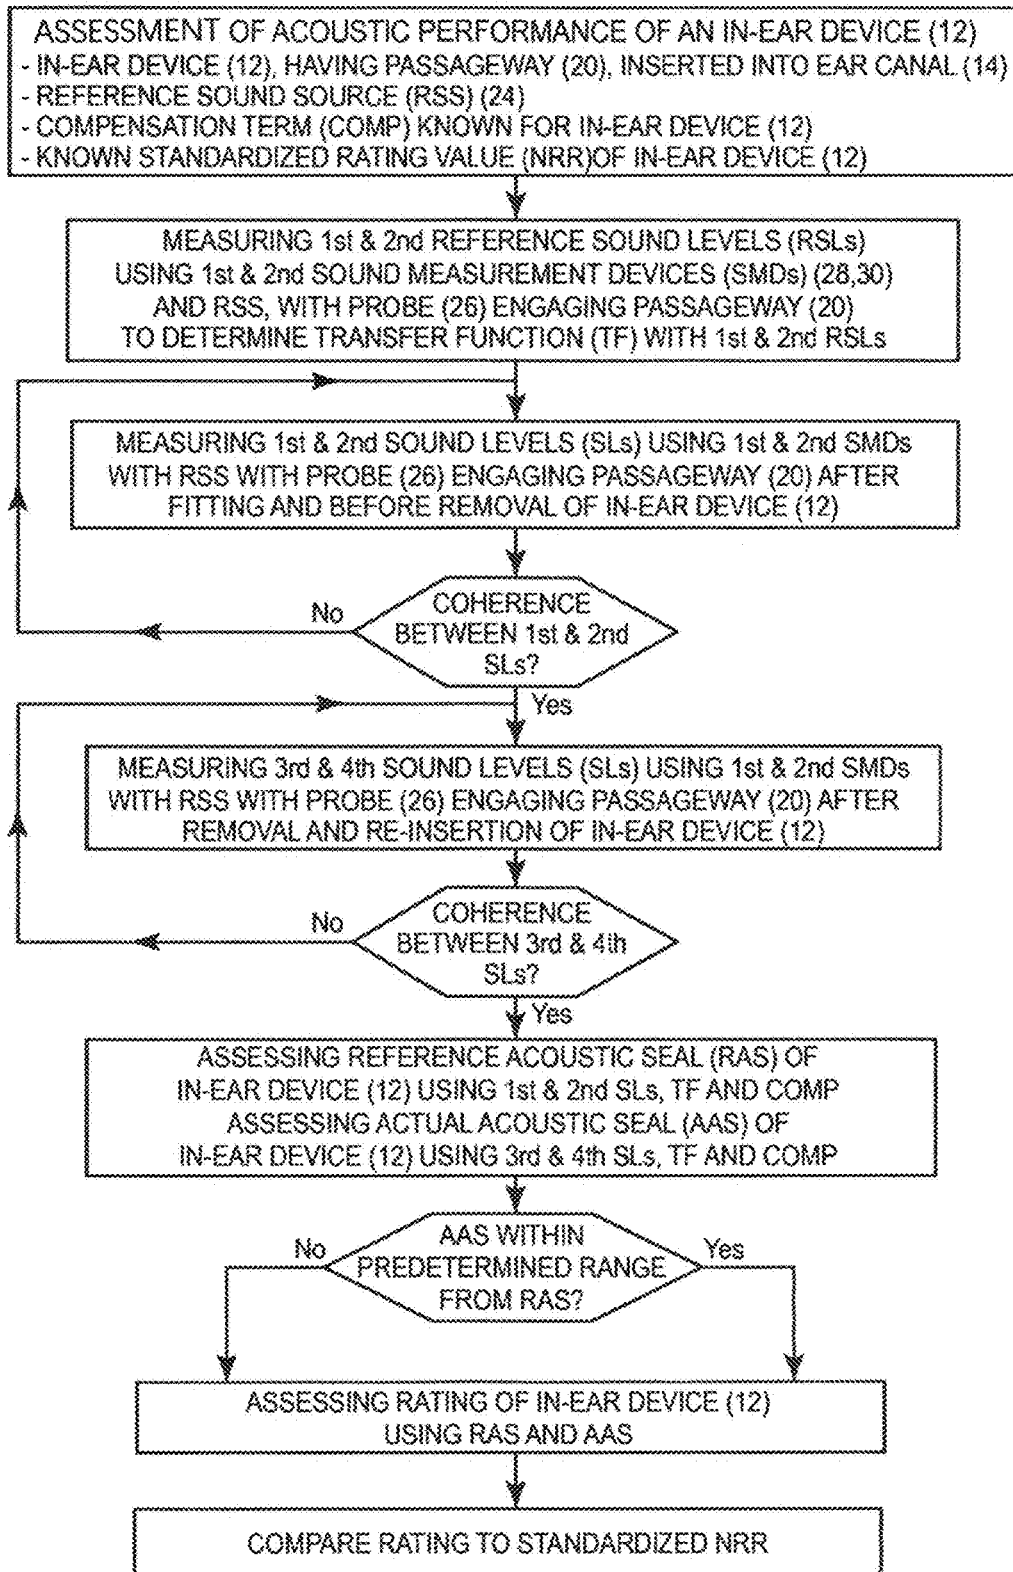 ASSESSMENT OF ACOUSTIC PERFORMANCE OF AN IN-EAR DEVICE (12)
- IN-EAR DEVICE (12), HAVING PASSAGEWAY (20), INSERTED INTO EAR CANAL (14)
- REFERENCE SOUND SOURCE (RSS) (24)
- COMPENSATION TERM (COMP) KNOWN FOR IN-EAR DEVICE (12)
- KNOWN STANDARDIZED RATING VALUE (NRR)OF IN-EAR DEVICE (12)
MEASURING 1st & 2nd REFERENCE SOUND LEVELS (RSLs)
USING 1st & 2nd SOUND MEASUREMENT DEVICES (SMDs) (28,30)
AND RSS, WITH PROBE (26) ENGAGING PASSAGEWAY (20)
TO DETERMINE TRANSFER FUNCTION (TF) WITH 1st & 2nd RSLs
MEASURING 1st & 2nd SOUND LEVELS (SLs) USING 1st & 2nd SMDs
WITH RSS WITH PROBE (26) ENGAGING PASSAGEWAY (20) AFTER
FITTING AND BEFORE REMOVAL OF IN-EAR DEVICE (12)
No
COHERENCE
BETWEEN 1st & 2nd
SLs?
Yes
MEASURING 3rd & 4th SOUND LEVELS (SLs) USING 1st & 2nd SMDs
WITH RSS WITH PROBE (26) ENGAGING PASSAGEWAY (20) AFTER
REMOVAL AND RE-INSERTION OF IN-EAR DEVICE (12)
No
COHERENCE
BETWEEN 3rd & 4th
SLs?
Yes
ASSESSING REFERENCE ACOUSTIC SEAL (RAS) OF
IN-EAR DEVICE (12) USING 1st & 2nd SLs, TF AND COMP
ASSESSING ACTUAL ACOUSTIC SEAL (AAS) OF
IN-EAR DEVICE (12) USING 3rd & 4th SLs, TF AND COMP
No
AAS WITHIN
PREDETERMINED RANGE
FROM RAS?
Yes
ASSESSING RATING OF IN-EAR DEVICE (12)
USING RAS AND AAS
COMPARE RATING TO STANDARDIZED NRR